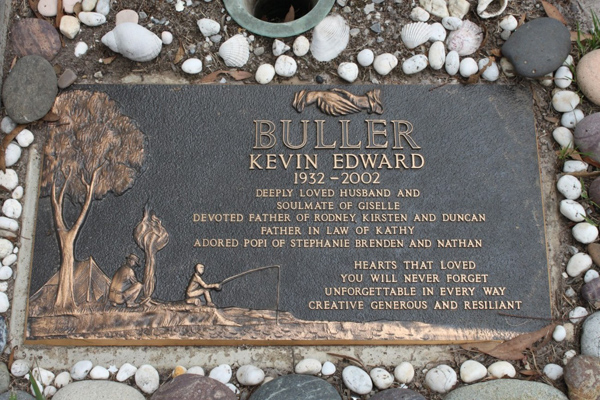 BULLER
KEVIN EDWARD
1932-2002
DEEPLY LOVED HUSBAND AND
SOULMATE OF GISELLE
DEVOTED FATHER OF RODNEY, KIRSTEN AND DUNCAN
FATHER IN LAW OF KATHY
ADORED POPI OF STEPHANIE BRENDEN AND NATHAN
HEARTS THAT LOVED
YOU WILL NEVER FORGET
UNFORGETTABLE IN EVERY WAY
CREATIVE GENEROUS AND RESILIANT